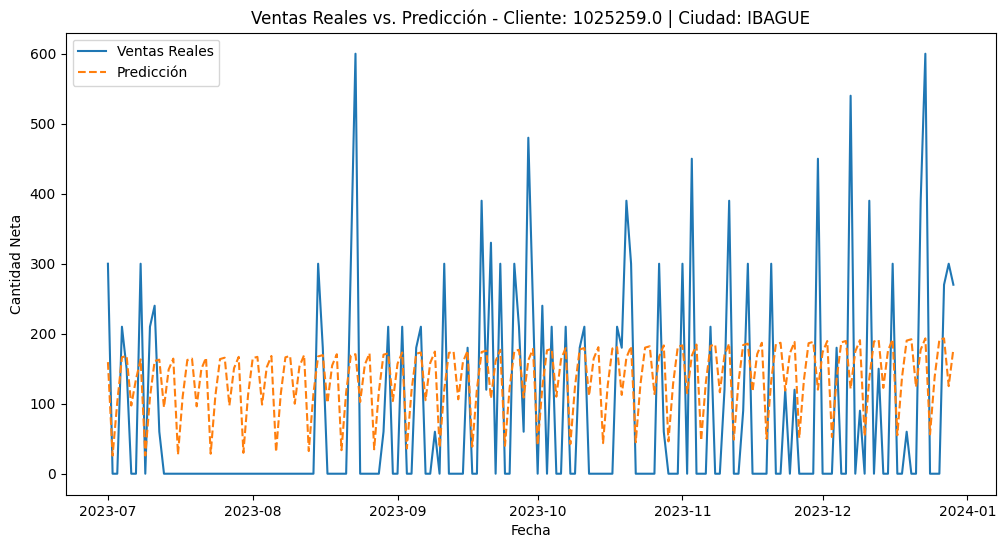 Ventas Reales vs. Predicción - Cliente: 1025259.0 | Ciudad: IBAGUE
Ventas Reales
Predicción
Cantidad Neta
600
500
400
300
200
100
0
2023-07
2023-08
2023-09
2023-10
2023-11
2023-12
2024-01
Fecha